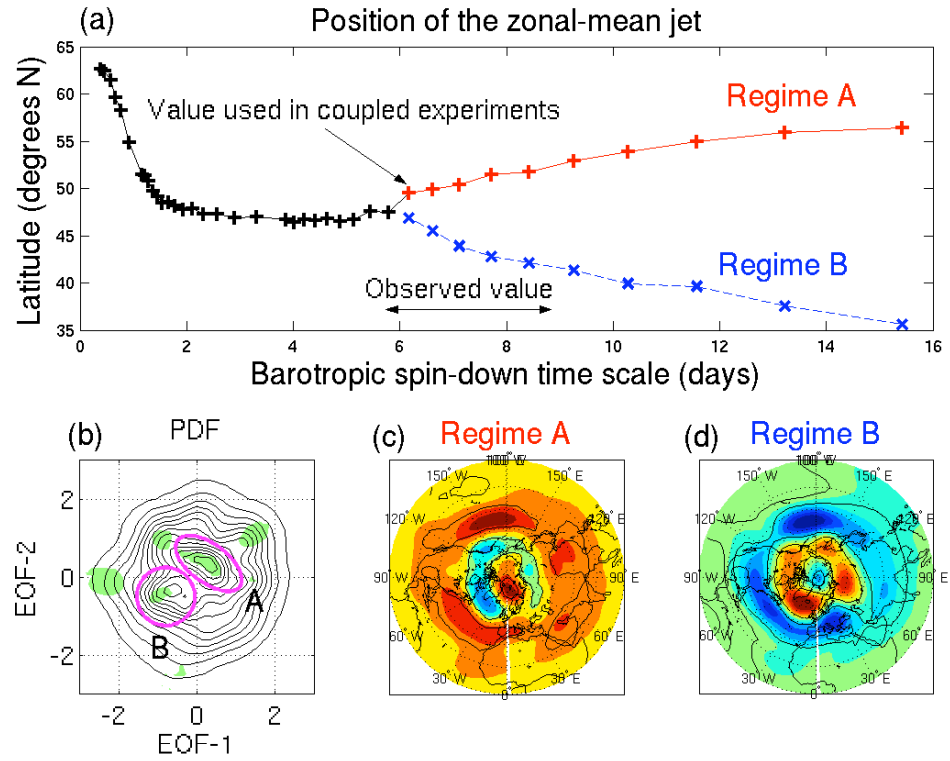 (a)
Position of the zonal-mean jet
Latitude (degrees N)
65
60
55
50
45
40
35
Value used in coupled experiments
Regime A
Regime B
Observed value
0 2 4 6 8 10 12 14 16
Barotropic spin-down time scale (days)
(b) PDF
EOF-2
2
0
-2
A
B
-2 0 2
EOF-1
(c) Regime A
150° W 150° E
120° W 120° E
90° W 90° E
60° W 60° E
30° W 30° E
0°
(d) Regime B
150° W 150° E
120° W 120° E
90° W 90° E
60° W 60° E
30° W 30° E
0°